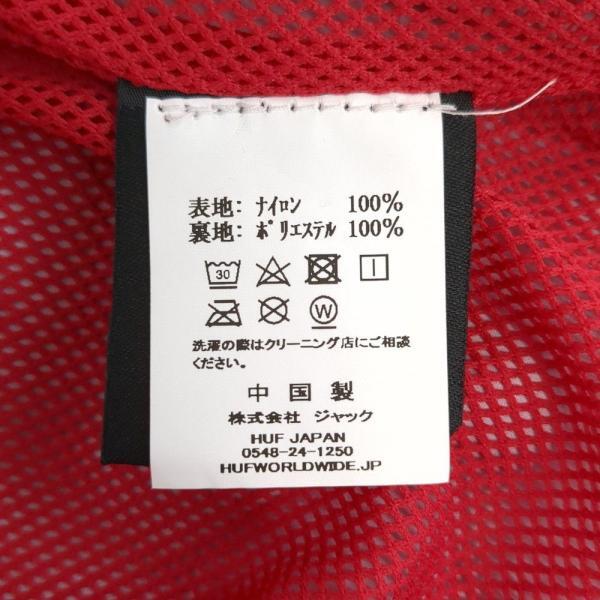 表地: ナイロン 100%
裏地: ポリエステル 100%
30
W
洗濯の際はクリーニング店にご相談
ください。
中国製
株式会社 ジャック
HUF JAPAN
0548-24-1250
HUFWORLDWIDE.JP